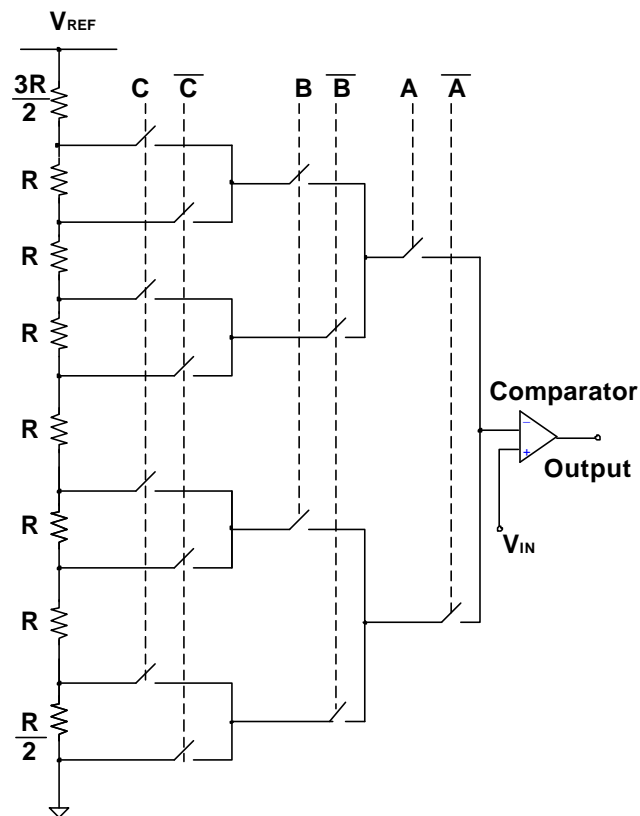 VREF
3R
2
C C̅ B B̅ A A̅
R
R
R
R
Comparator
−
+
Output
R
VIN
R
R
2